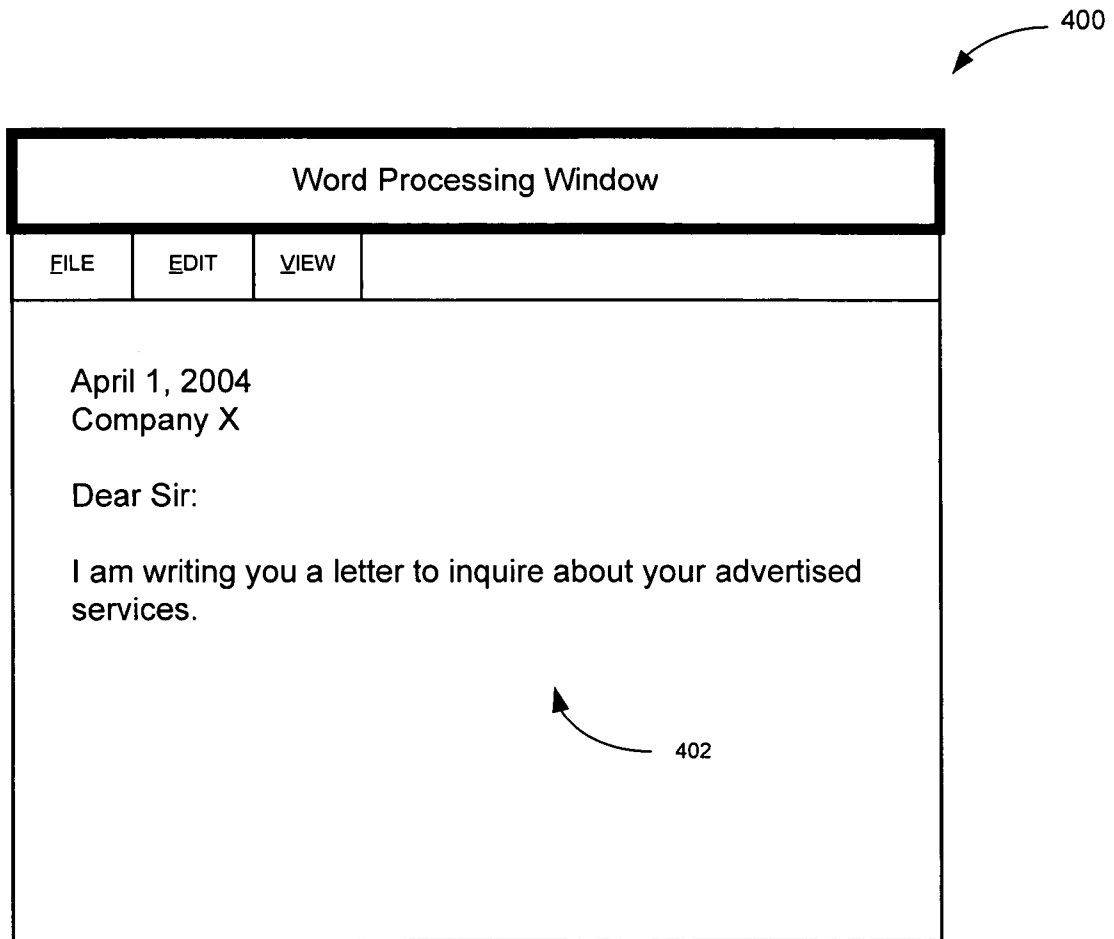 400
Word Processing Window
FILE EDIT VIEW
April 1, 2004
Company X
Dear Sir:
I am writing you a letter to inquire about your advertised
services.
402